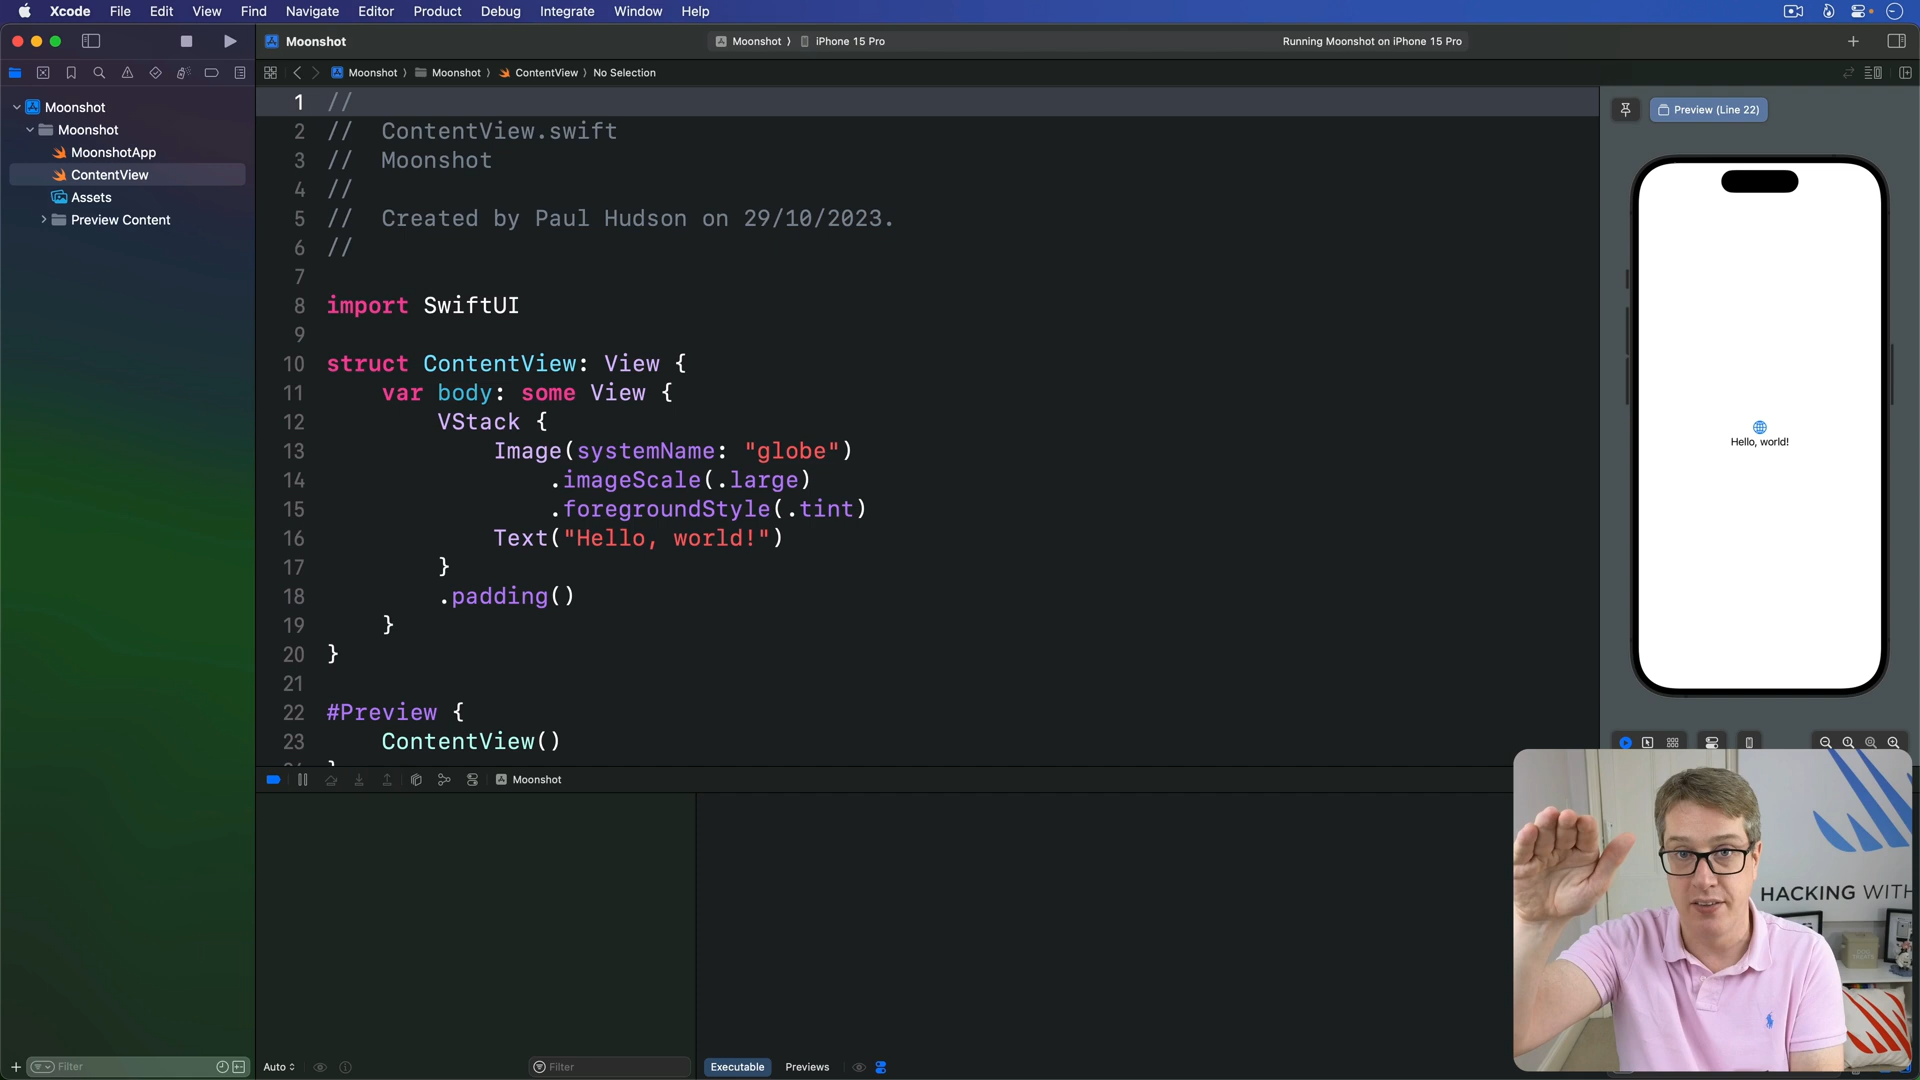 Xcode File Edit View Find Navigate Editor Product Debug Integrate Window Help
Moonshot
Moonshot 〉 iPhone 15 Pro
Running Moonshot on iPhone 15 Pro
Moonshot 〉 Moonshot 〉 ContentView 〉 No Selection
Moonshot
Moonshot
MoonshotApp
ContentView
Assets
Preview Content
1 //
2 //  ContentView.swift
3 //  Moonshot
4 //
5 //  Created by Paul Hudson on 29/10/2023.
6 //
7
8 import SwiftUI
9
10 struct ContentView: View {
11     var body: some View {
12         VStack {
13             Image(systemName: "globe")
14                 .imageScale(.large)
15                 .foregroundStyle(.tint)
16             Text("Hello, world!")
17         }
18         .padding()
19     }
20 }
21
22 #Preview {
23     ContentView()
Preview (Line 22)
Hello, world!
Moonshot
HACKING WITH
Filter
Auto
Filter
Executable Previews